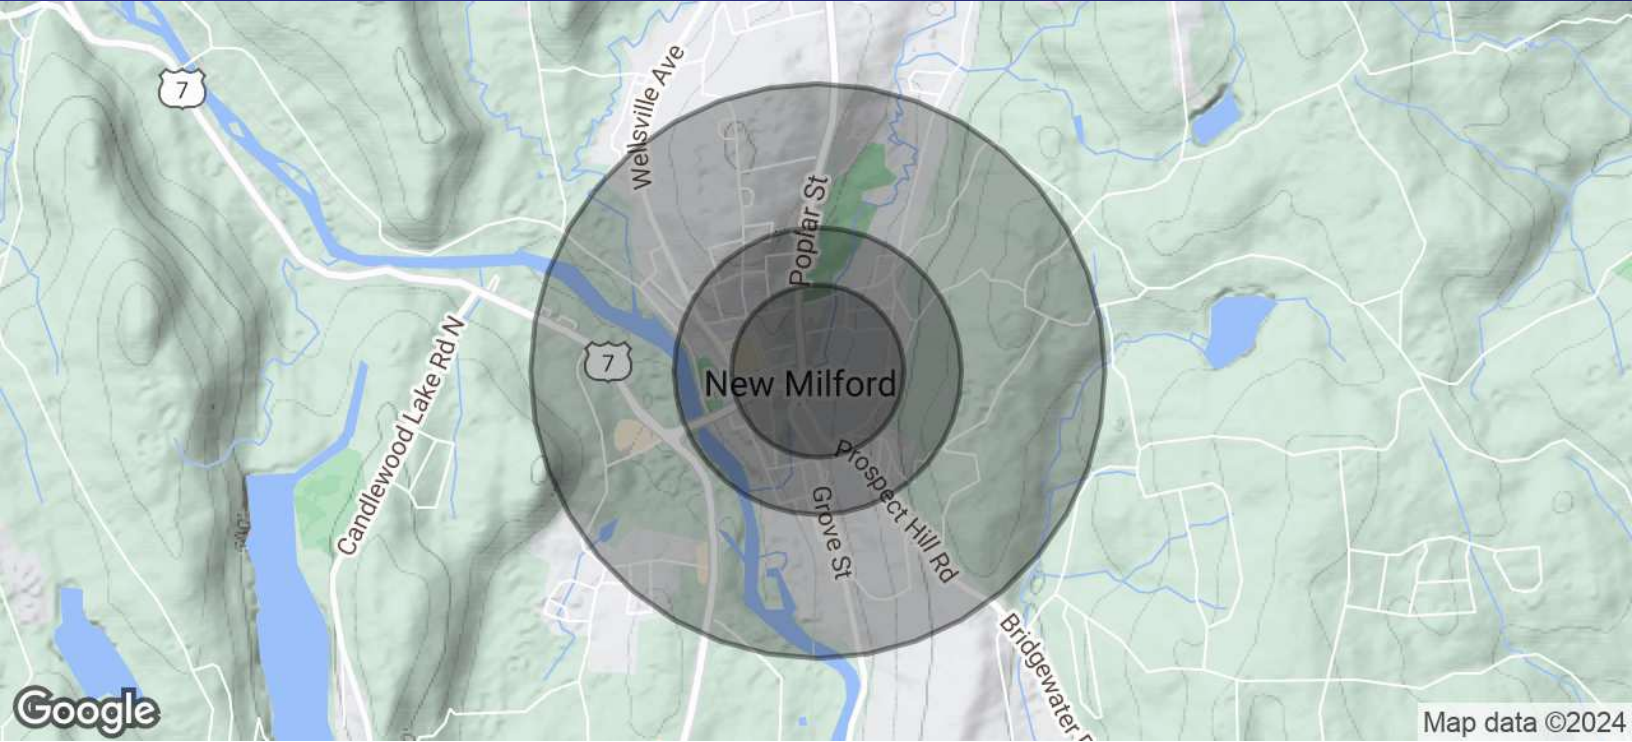 7
Wellsville Ave
Poplar St
7
New Milford
Candlewood Lake Rd N
Prospect Hill Rd
Grove St
Bridgewater
Google
Map data ©2024